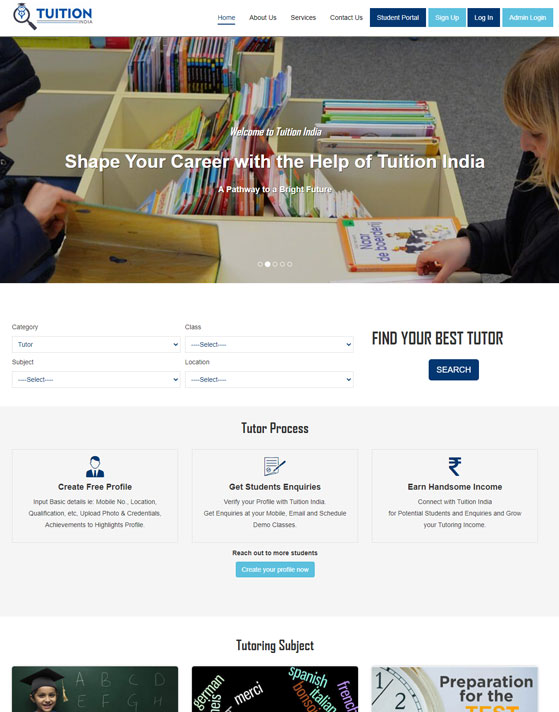 TUITION
INDIA
Home About Us Services Contact Us Student Portal Sign Up Log In Admin Login
Welcome to Tuition India
Shape Your Career with the Help of Tuition India
A Pathway to a Bright Future
Naar
de boerderij
Category Class
Tutor ----Select----
Subject Location
----Select---- ----Select----
FIND YOUR BEST TUTOR
SEARCH
Tutor Process
Create Free Profile
Input Basic details ie: Mobile No., Location,
Qualification, etc, Upload Photo & Credentials,
Achievements to Highlights Profile.
Get Students Enquiries
Verify your Profile with Tuition India.
Get Enquiries at your Mobile, Email and Schedule
Demo Classes.
₹
Earn Handsome Income
Connect with Tuition India
for Potential Students and Enquiries and Grow
your Tutoring Income.
Reach out to more students
Create your profile now
Tutoring Subject
A B C D
E F G H
german
merci
spanish
italian
french
1/2
Preparation
for the
TEST